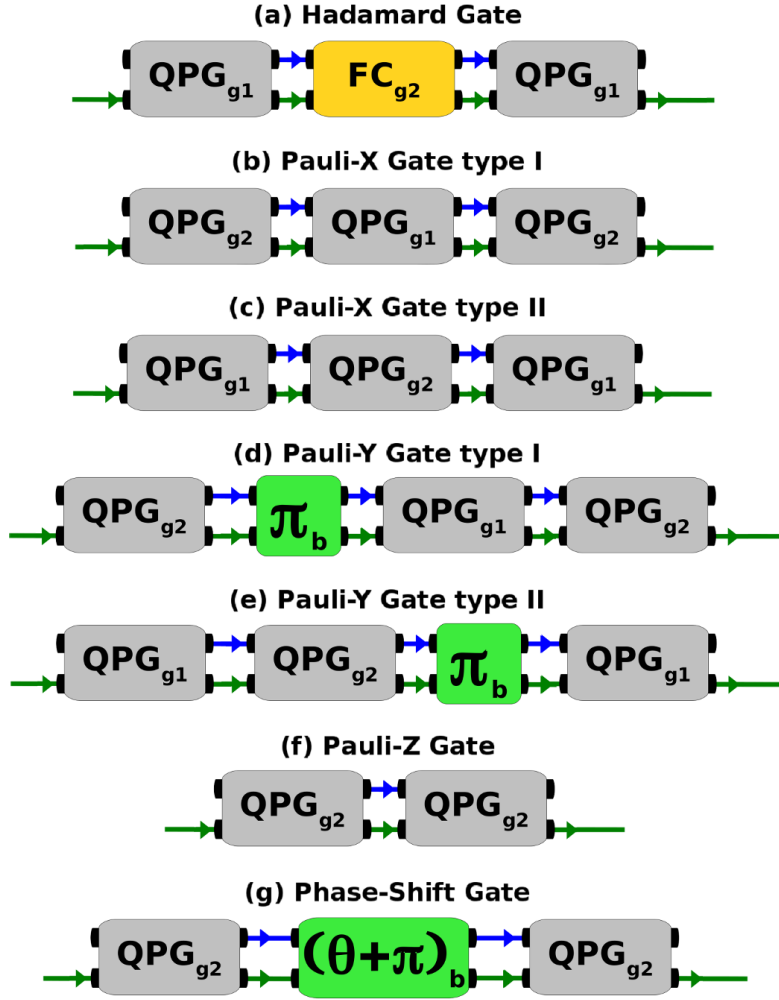 (a) Hadamard Gate
QPGg1 FCg2 QPGg1
(b) Pauli-X Gate type I
QPGg2 QPGg1 QPGg2
(c) Pauli-X Gate type II
QPGg1 QPGg2 QPGg1
(d) Pauli-Y Gate type I
QPGg2 πb QPGg1 QPGg2
(e) Pauli-Y Gate type II
QPGg1 QPGg2 πb QPGg1
(f) Pauli-Z Gate
QPGg2 QPGg2
(g) Phase-Shift Gate
QPGg2 (θ+π)b QPGg2